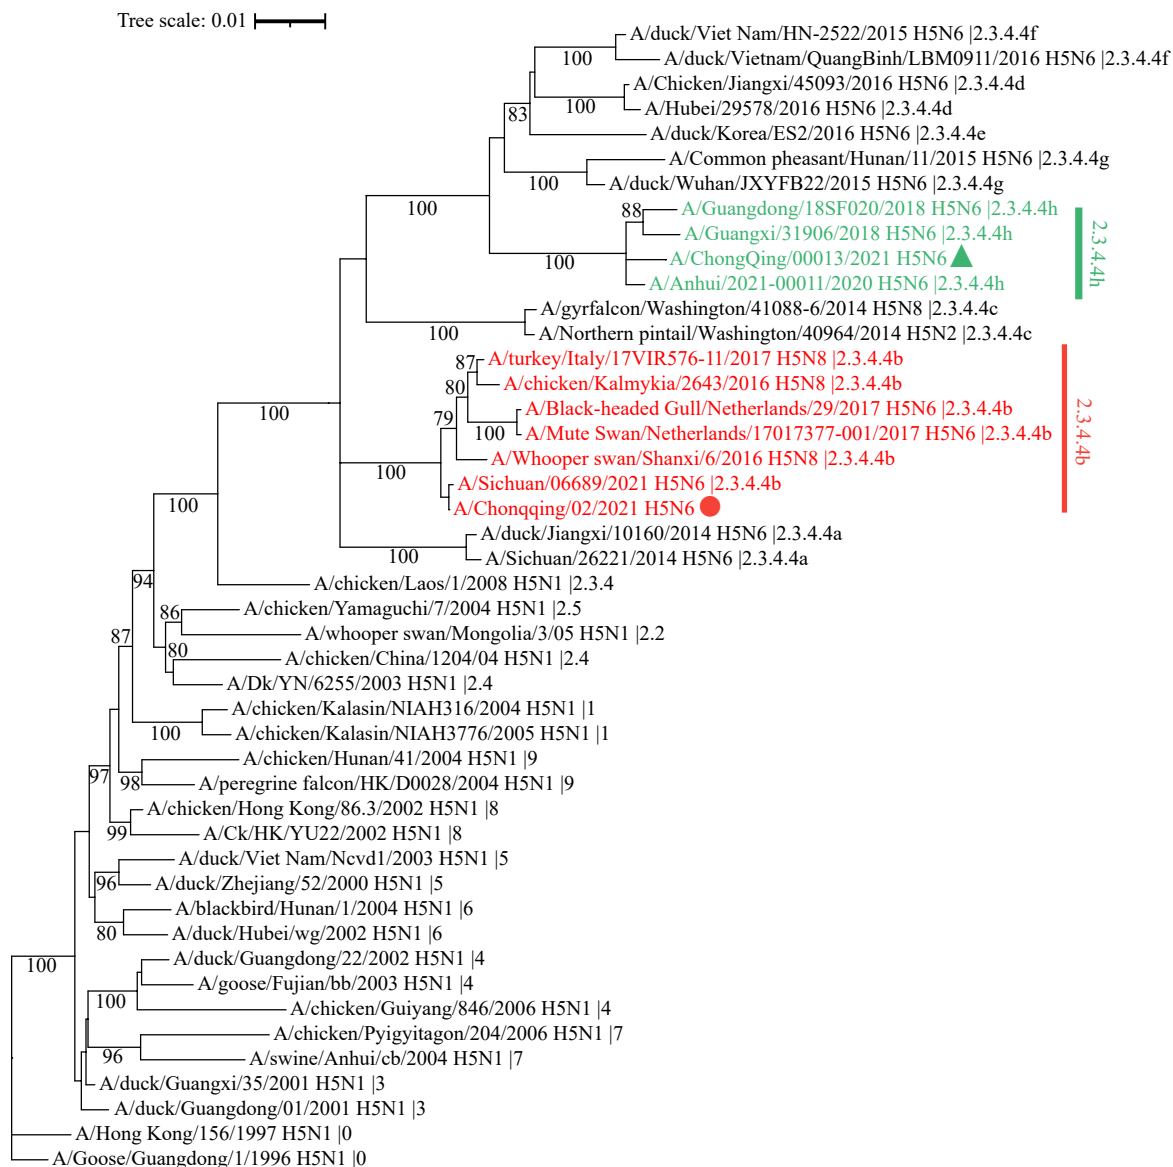 Tree scale: 0.01
A/duck/Viet Nam/HN-2522/2015 H5N6 |2.3.4.4f
100
A/duck/Vietnam/QuangBinh/LBM0911/2016 H5N6 |2.3.4.4f
A/Chicken/Jiangxi/45093/2016 H5N6 |2.3.4.4d
100
A/Hubei/29578/2016 H5N6 |2.3.4.4d
83
A/duck/Korea/ES2/2016 H5N6 |2.3.4.4e
A/Common pheasant/Hunan/11/2015 H5N6 |2.3.4.4g
100
A/duck/Wuhan/JXYFB22/2015 H5N6 |2.3.4.4g
100
88
A/Guangdong/18SF020/2018 H5N6 |2.3.4.4h
A/Guangxi/31906/2018 H5N6 |2.3.4.4h
2.3.4.4h
100
A/ChongQing/00013/2021 H5N6
A/Anhui/2021-00011/2020 H5N6 |2.3.4.4h
A/gyrfalcon/Washington/41088-6/2014 H5N8 |2.3.4.4c
100
A/Northern pintail/Washington/40964/2014 H5N2 |2.3.4.4c
87
A/turkey/Italy/17VIR576-11/2017 H5N8 |2.3.4.4b
80
A/chicken/Kalmykia/2643/2016 H5N8 |2.3.4.4b
100
79
A/Black-headed Gull/Netherlands/29/2017 H5N6 |2.3.4.4b
2.3.4.4b
100
A/Mute Swan/Netherlands/17017377-001/2017 H5N6 |2.3.4.4b
A/Whooper swan/Shanxi/6/2016 H5N8 |2.3.4.4b
100
A/Sichuan/06689/2021 H5N6 |2.3.4.4b
A/Chonqqing/02/2021 H5N6
100
A/duck/Jiangxi/10160/2014 H5N6 |2.3.4.4a
100
A/Sichuan/26221/2014 H5N6 |2.3.4.4a
94
A/chicken/Laos/1/2008 H5N1 |2.3.4
86
A/chicken/Yamaguchi/7/2004 H5N1 |2.5
87
A/whooper swan/Mongolia/3/05 H5N1 |2.2
80
A/chicken/China/1204/04 H5N1 |2.4
A/Dk/YN/6255/2003 H5N1 |2.4
A/chicken/Kalasin/NIAH316/2004 H5N1 |1
100
A/chicken/Kalasin/NIAH3776/2005 H5N1 |1
A/chicken/Hunan/41/2004 H5N1 |9
97
98
A/peregrine falcon/HK/D0028/2004 H5N1 |9
A/chicken/Hong Kong/86.3/2002 H5N1 |8
99
A/Ck/HK/YU22/2002 H5N1 |8
A/duck/Viet Nam/Ncvd1/2003 H5N1 |5
96
A/duck/Zhejiang/52/2000 H5N1 |5
A/blackbird/Hunan/1/2004 H5N1 |6
80
A/duck/Hubei/wg/2002 H5N1 |6
A/duck/Guangdong/22/2002 H5N1 |4
100
A/goose/Fujian/bb/2003 H5N1 |4
100
A/chicken/Guiyang/846/2006 H5N1 |4
A/chicken/Pyigyitagon/204/2006 H5N1 |7
96
A/swine/Anhui/cb/2004 H5N1 |7
A/duck/Guangxi/35/2001 H5N1 |3
A/duck/Guangdong/01/2001 H5N1 |3
A/Hong Kong/156/1997 H5N1 |0
A/Goose/Guangdong/1/1996 H5N1 |0